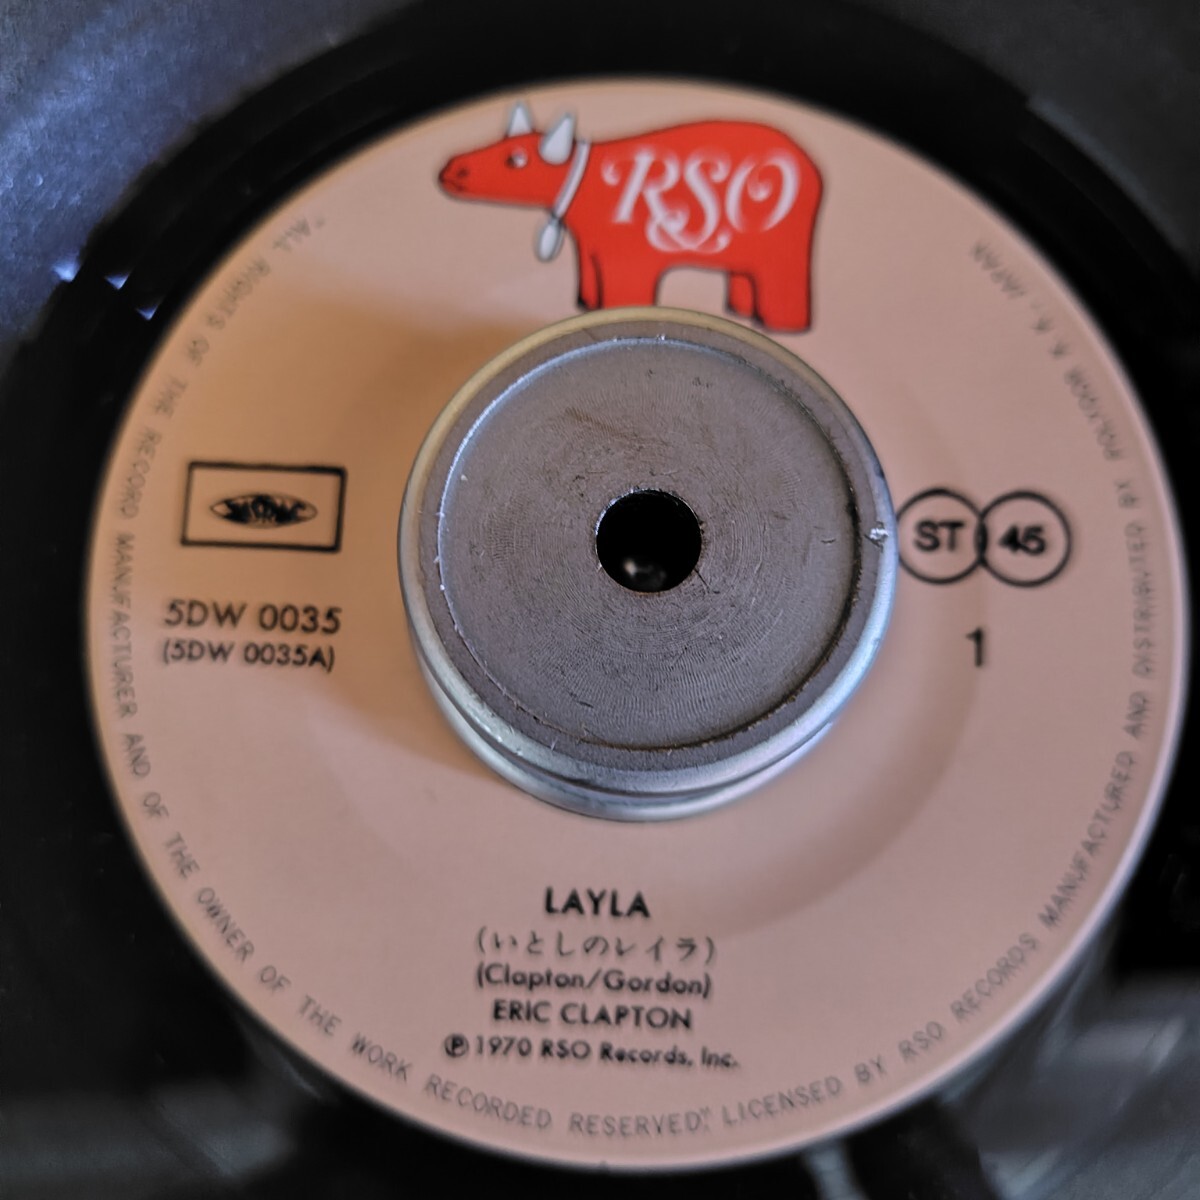 RSO
ST 45
5DW 0035
(5DW 0035A)
1
LAYLA
(いとしのレイラ)
(Clapton/Gordon)
ERIC CLAPTON
Ⓟ 1970 RSO Records, Inc.
"ALL RIGHTS OF THE RECORD MANUFACTURER AND OF THE OWNER OF THE WORK RECORDED RESERVED." LICENSED BY RSO RECORDS MANUFACTURED AND DISTRIBUTED BY POLYDOR K.K. JAPAN